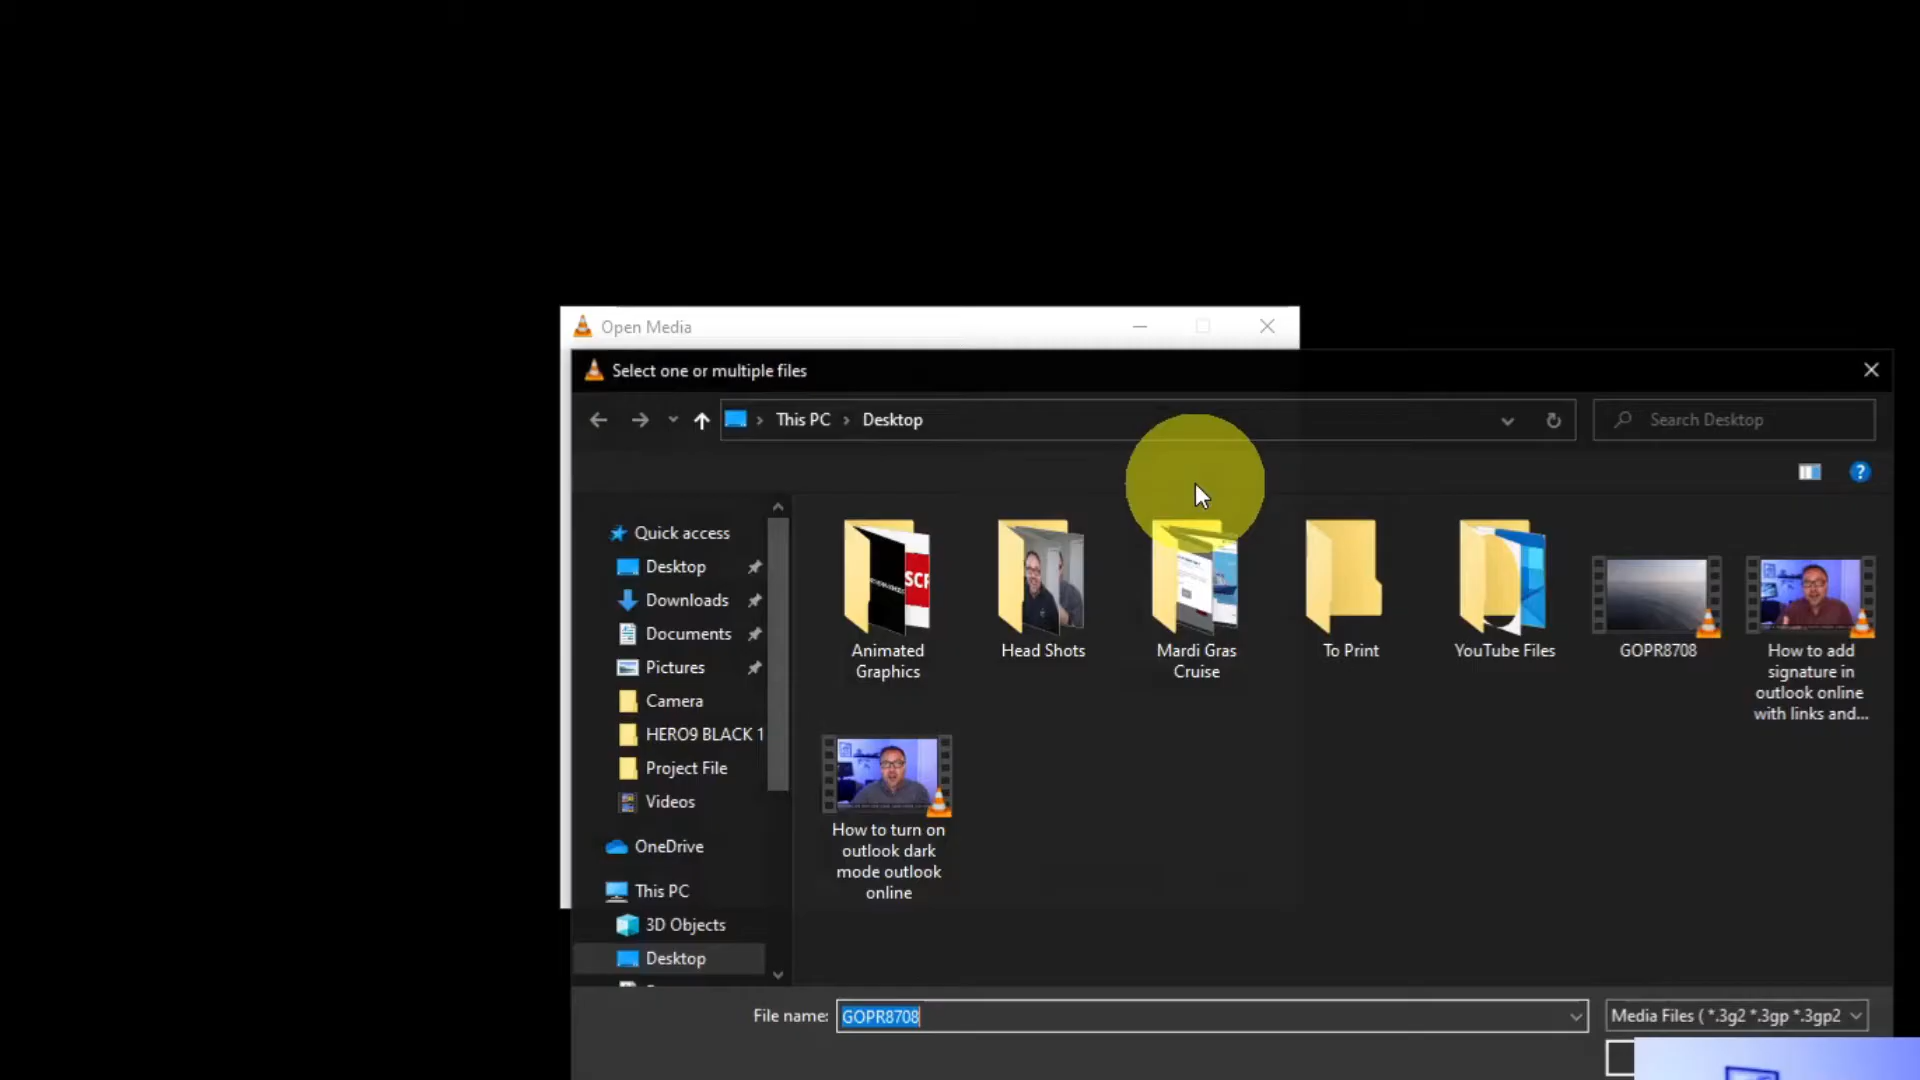 Open Media
Select one or multiple files
This PC
Desktop
Search Desktop
Quick access
Desktop
Downloads
Documents
Pictures
Camera
HERO9 BLACK 1
Project File
Videos
OneDrive
This PC
3D Objects
Desktop
Animated
Graphics
Head Shots
Mardi Gras
Cruise
To Print
YouTube Files
GOPR8708
How to add
signature in
outlook online
with links and...
How to turn on
outlook dark
mode outlook
online
File name:
GOPR8708
Media Files ( *.3g2 *.3gp *.3gp2